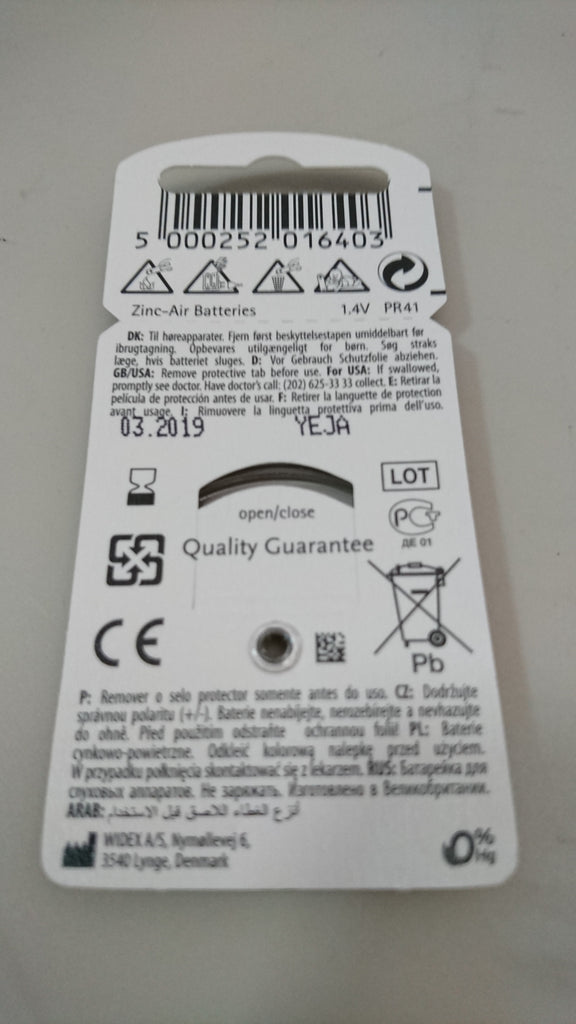 5 000252 016403
Zinc-Air Batteries 1,4V PR41
DK: Til høreapparater. Fjern først beskyttelsestapen umiddelbart før
ibrugtagning. Opbevares utilgængeligt for børn. Søg straks
læge, hvis batteriet sluges. D: Vor Gebrauch Schutzfolie abziehen.
GB/USA: Remove protective tab before use. For USA: If swallowed,
promptly see doctor. Have doctor's call: (202) 625-33 33 collect. E: Retirar la
película de protección antes de usar. F: Retirer la languette de protection
avant usage. I: Rimuovere la linguetta protettiva prima dell'uso.
03.2019 YEJA
LOT
open/close
PC
ДЕ 01
Quality Guarantee
CE
Pb
P: Remover o selo protector somente antes do uso. CZ: Dodržujte
správnou polaritu (+/-). Baterie nenabíjejte, nerozebírejte a nevhazujte
do ohně. Před použitím odstraňte ochrannou fólii! PL: Baterie
cynkowo-powietrzne. Odkleić kolorową nalepkę przed użyciem.
W przypadku połknięcia skontaktować się z lekarzem. RUS: Батарейка для
слуховых аппаратов. Не заряжать. Изготовлено в Великобритании.
ARAB: أنزع الغطاء اللاصق قبل الاستخدام
WIDEX A/S, Nymøllevej 6,
3540 Lynge, Denmark
0% Hg